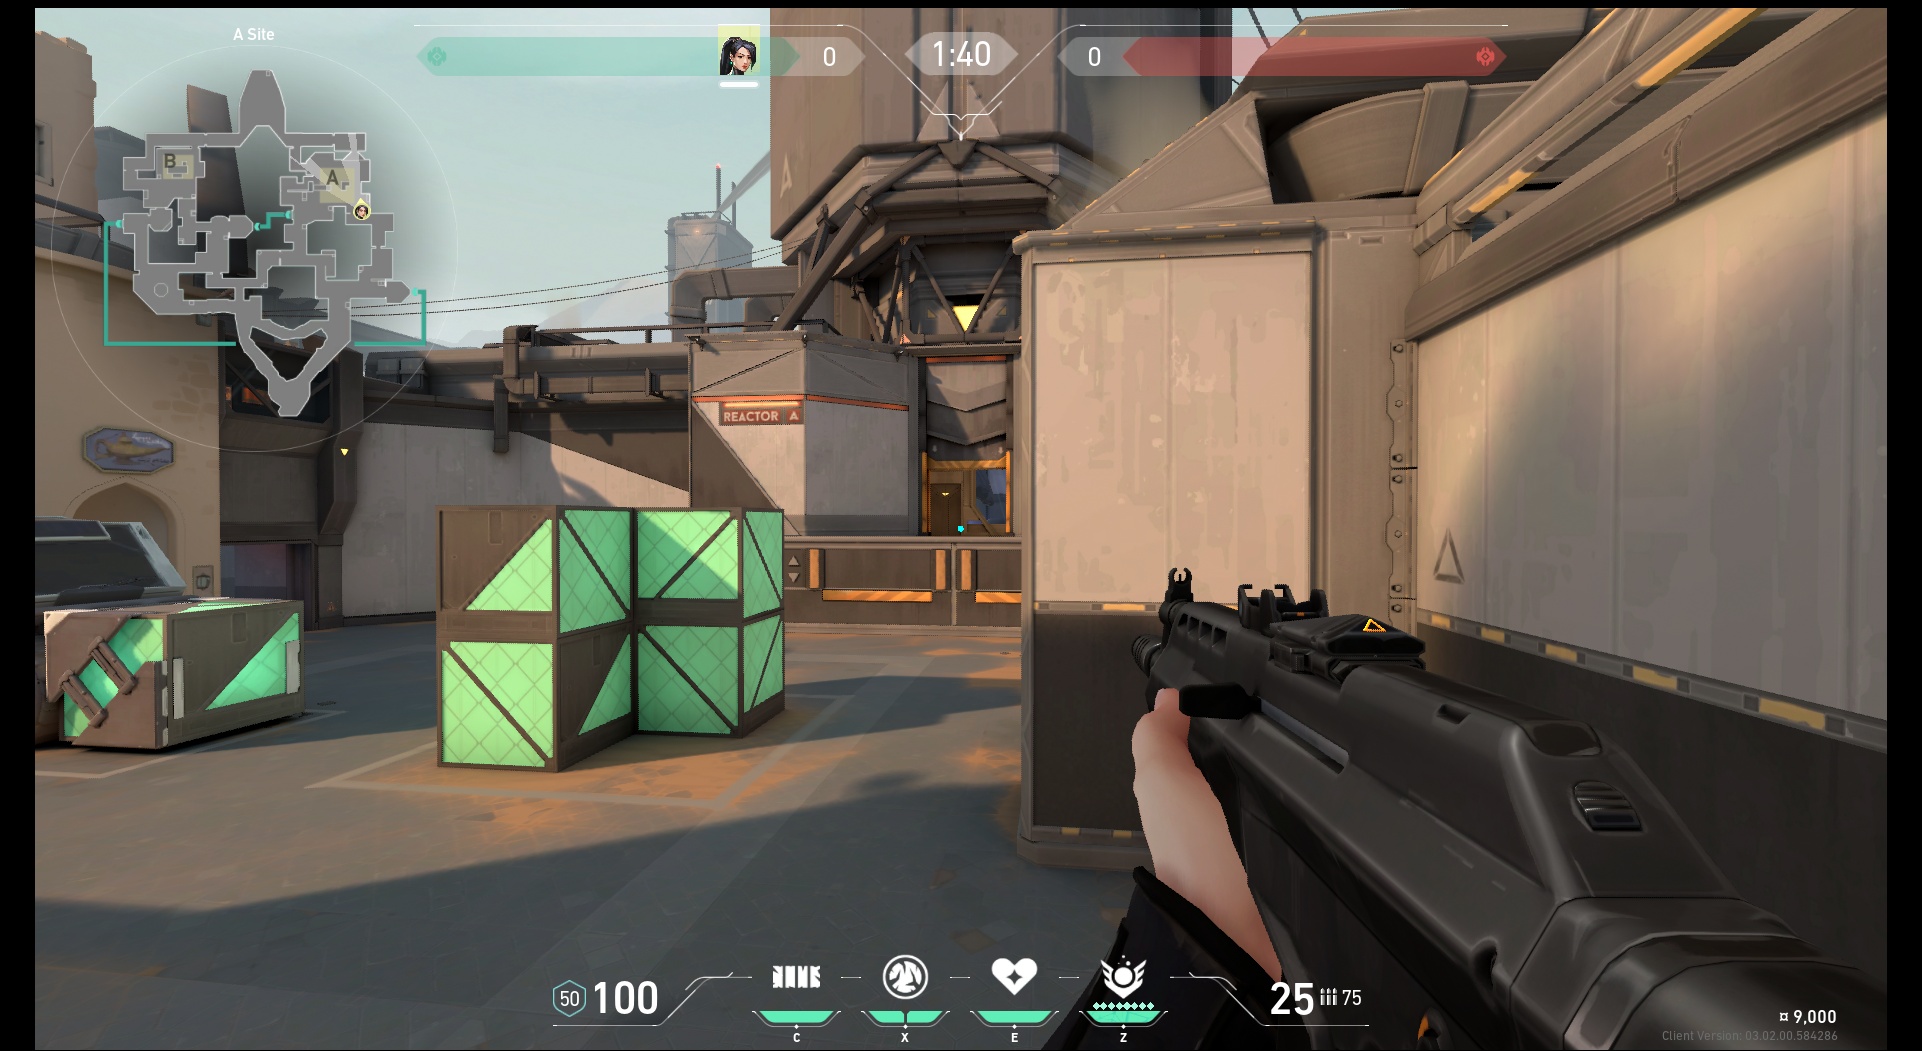 A Site
0
1:40
0
B
A
A
REACTOR A
50
100
25
75
C
X
E
Z
¤ 9,000
Client Version: 03.02.00.584286